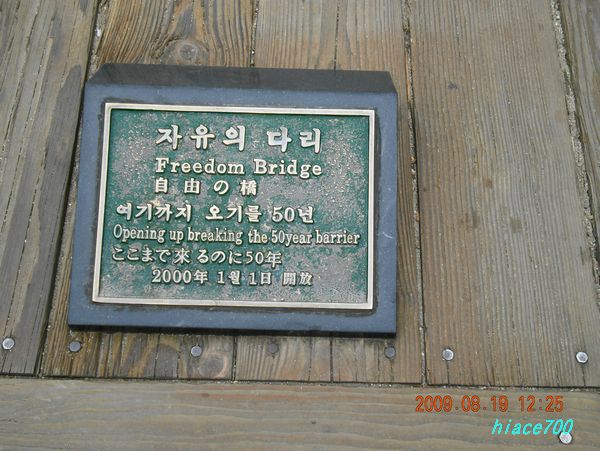 자유의 다리
Freedom Bridge
自由の橋
여기까지 오기를 50년
Opening up breaking the 50year barrier
ここまで來るのに50年
2000年 1월 1日 開放
2009.08.19 12:25
hiace700